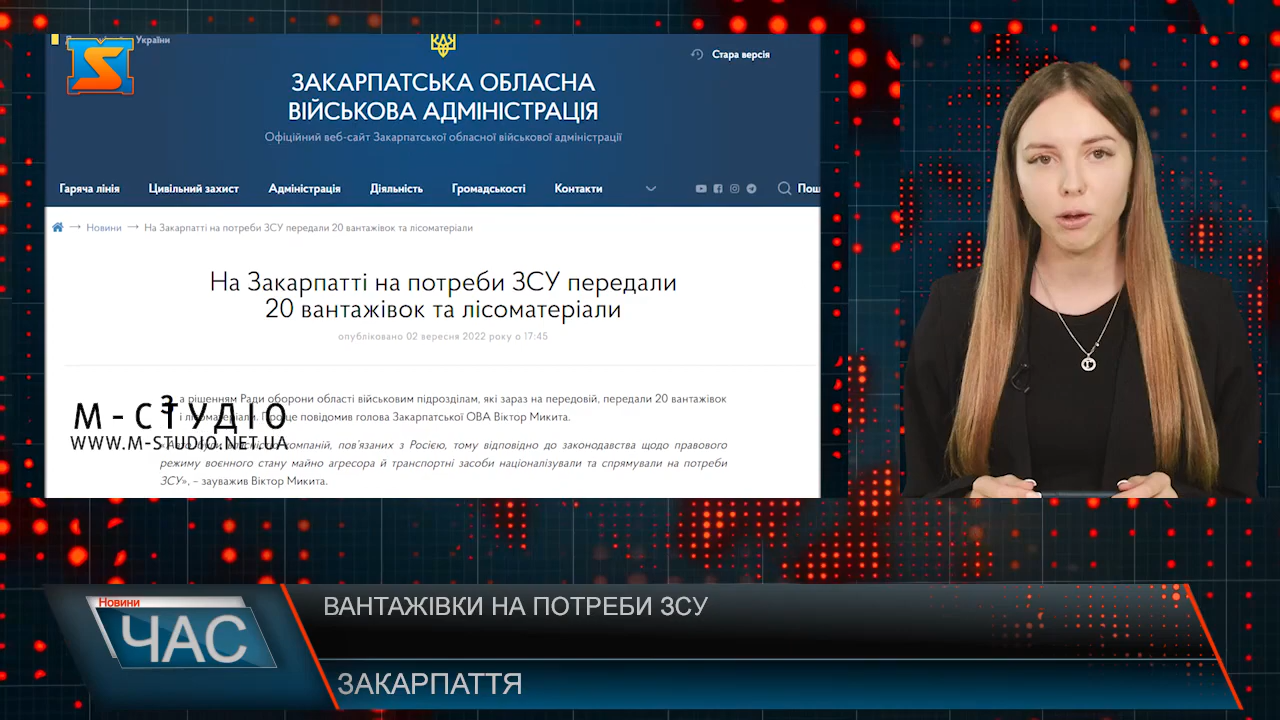 України
Стара версія
ЗАКАРПАТСЬКА ОБЛАСНА
ВІЙСЬКОВА АДМІНІСТРАЦІЯ
Офіційний веб-сайт Закарпатської обласної військової адміністрації
Гаряча лінія Цивільний захист Адміністрація Діяльність Громадськості Контакти Пош
Новини → На Закарпатті на потреби ЗСУ передали 20 вантажівок та лісоматеріали
На Закарпатті на потреби ЗСУ передали
20 вантажівок та лісоматеріали
опубліковано 02 вересня 2022 року о 17:45
За рішенням Ради оборони області військовим підрозділам, які зараз на передовій, передали 20 вантажівок
і лісоматеріали. Про це повідомив голова Закарпатської ОВА Віктор Микита.
компаній, пов'язаних з Росією, тому відповідно до законодавства щодо правового
режиму воєнного стану майно агресора й транспортні засоби націоналізували та спрямували на потреби
ЗСУ», – зауважив Віктор Микита.
М-СТУДІО
WWW.M-STUDIO.NET.UA
Новини
ЧАС
ВАНТАЖІВКИ НА ПОТРЕБИ ЗСУ
ЗАКАРПАТТЯ